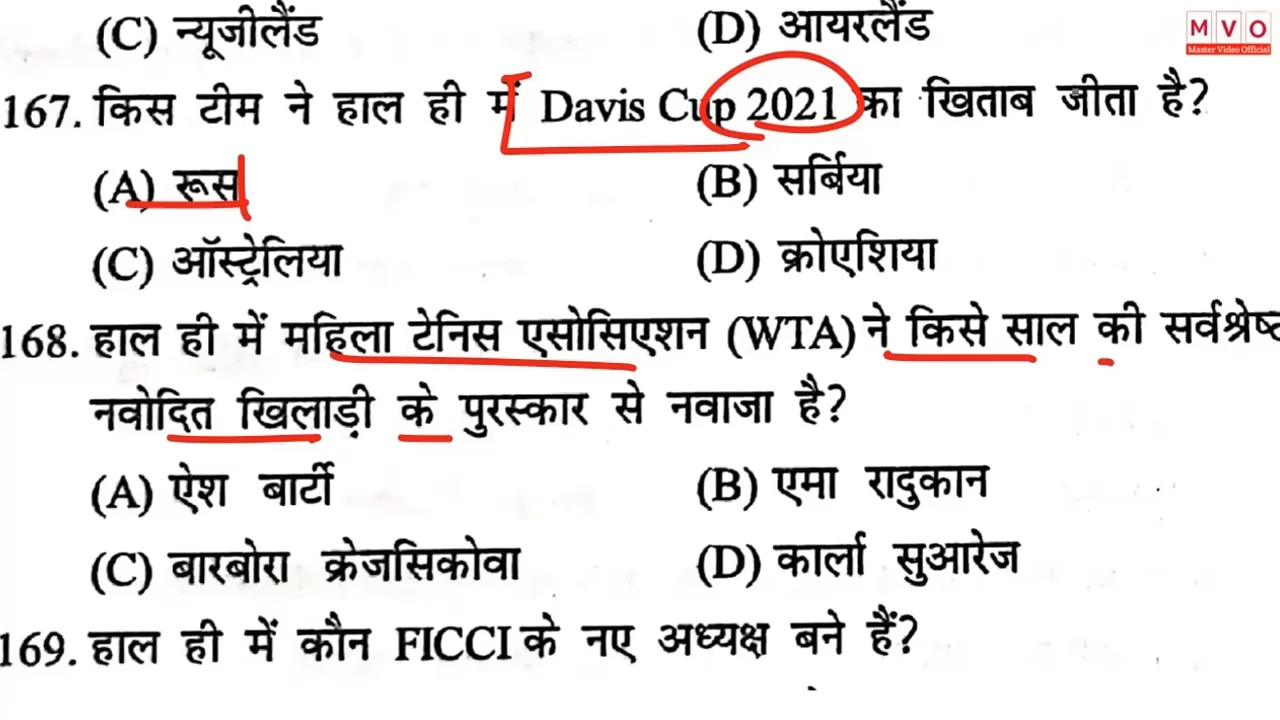 (C) न्यूजीलैंड (D) आयरलैंड
M V O
Master Video Official
167. किस टीम ने हाल ही में Davis Cup 2021 का खिताब जीता है?
(A) रूस (B) सर्बिया
(C) ऑस्ट्रेलिया (D) क्रोएशिया
168. हाल ही में महिला टेनिस एसोसिएशन (WTA) ने किसे साल की सर्वश्रेष्ट
नवोदित खिलाड़ी के पुरस्कार से नवाजा है?
(A) ऐश बार्टी (B) एमा रादुकान
(C) बारबोरा क्रेजसिकोवा (D) कार्ला सुआरेज
169. हाल ही में कौन FICCI के नए अध्यक्ष बने हैं?